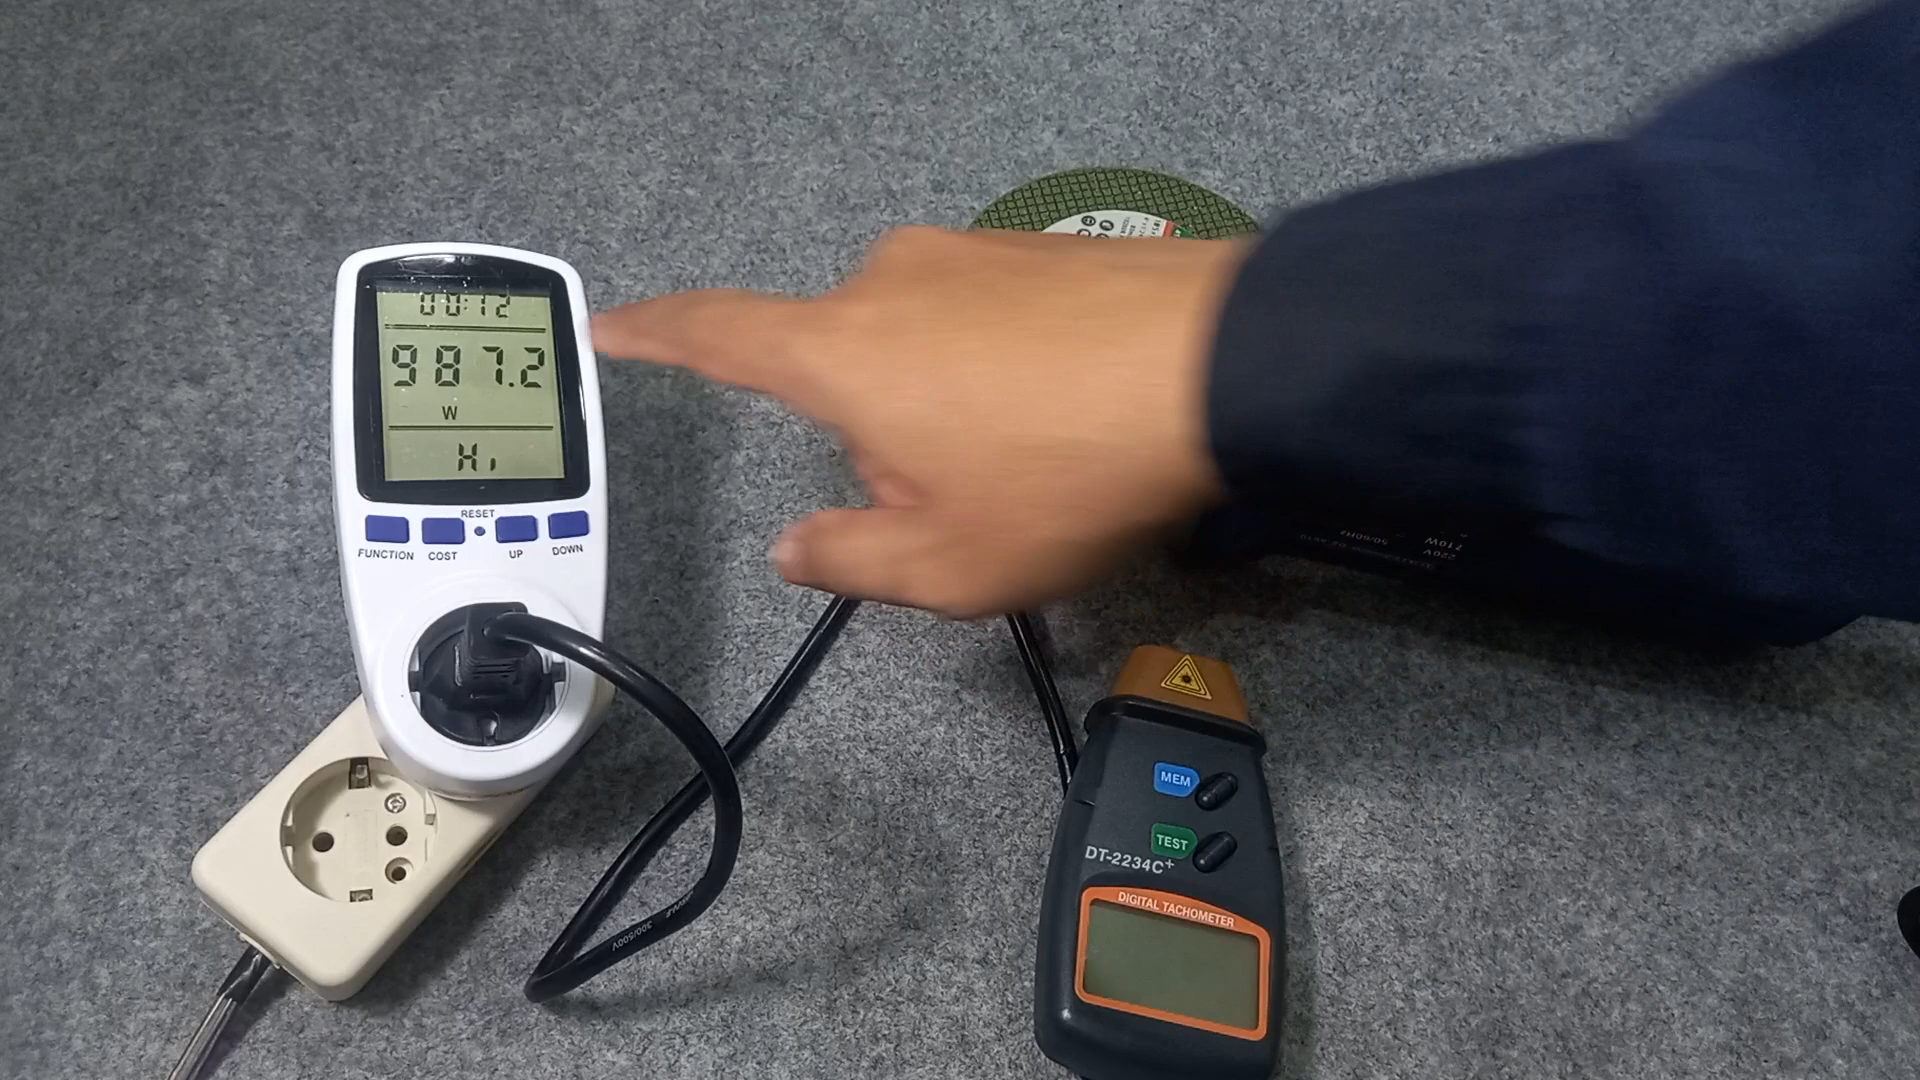 00:12
987.2
W
Hi
RESET
FUNCTION
COST
UP
DOWN
220V
50/60Hz
710W
MEM
TEST
DT-2234C+
DIGITAL TACHOMETER
300/500V